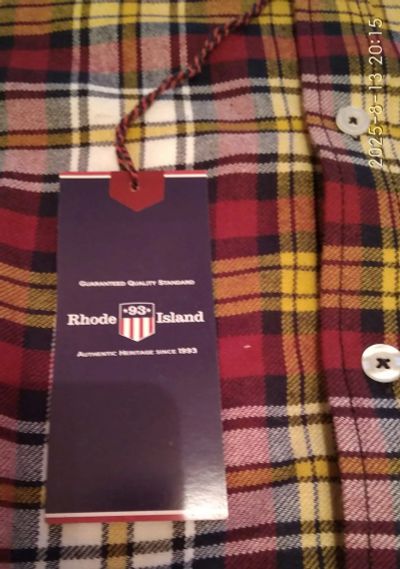 2025-8-13 20:15
GUARANTEED QUALITY STANDARD
Rhode 93 Island
AUTHENTIC HERITAGE SINCE 1993